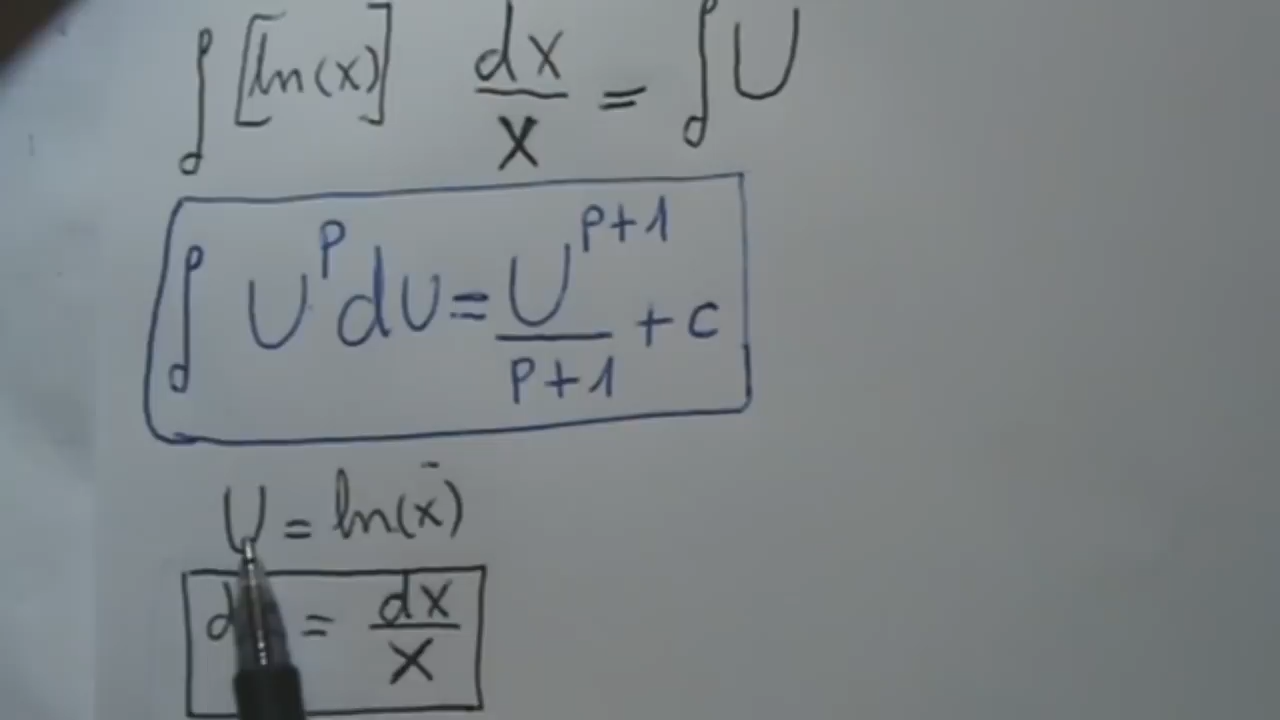 ∫ [ln(x)] dx/x = ∫ U
∫ U^P dU = U^(P+1)/(P+1) + c
U = ln(x)
d = dx/x